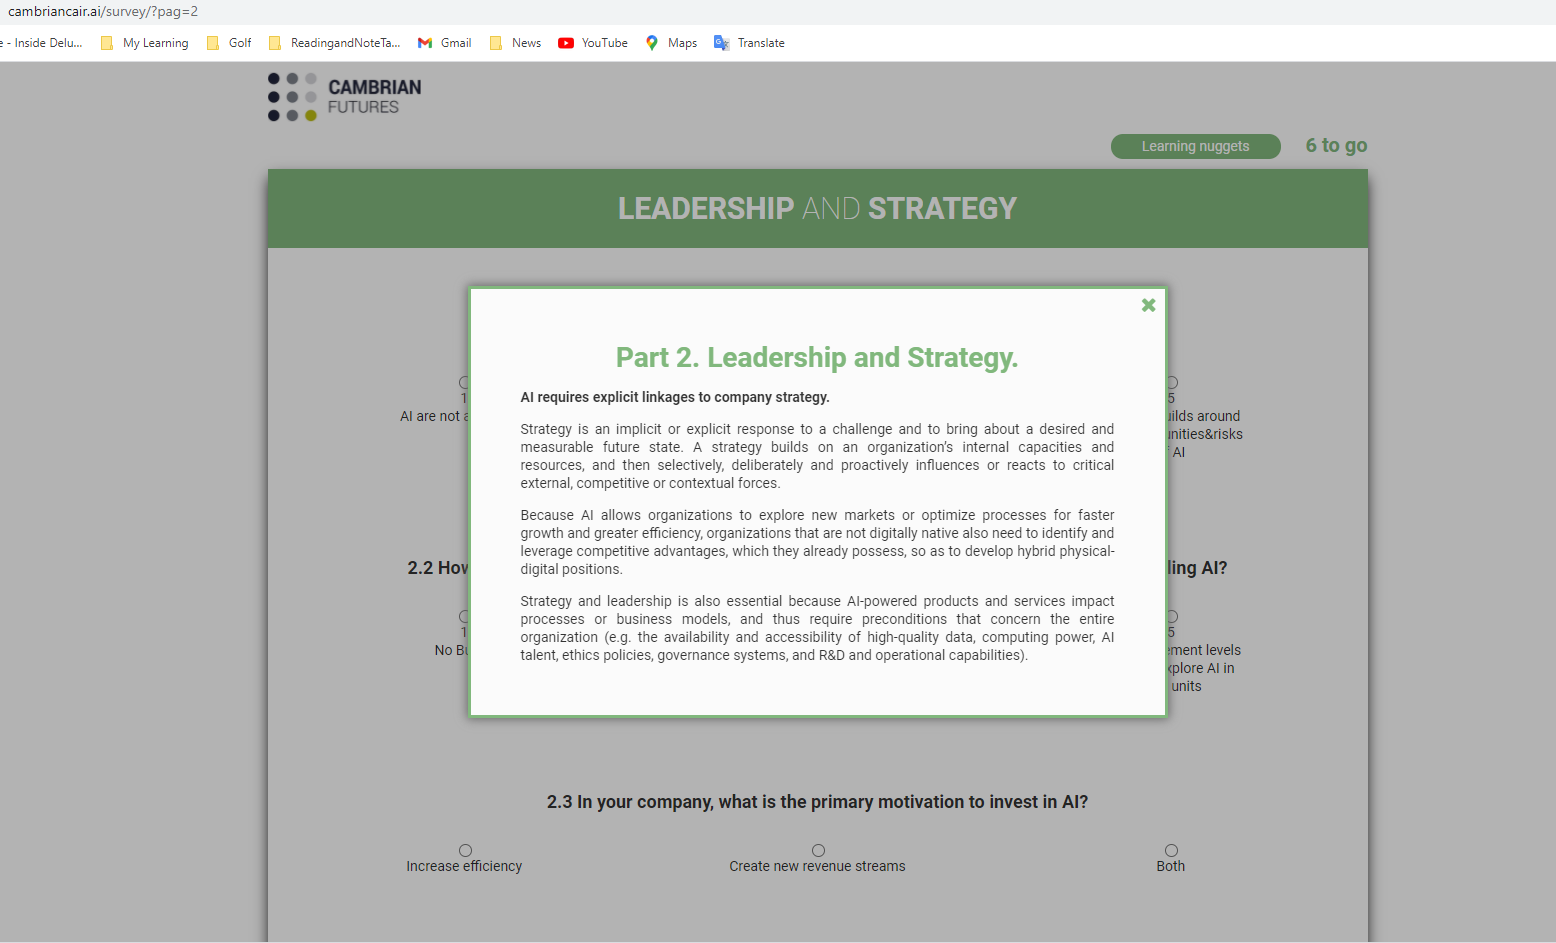 cambriancair.ai/survey/?pag=2
e - Inside Delu... My Learning Golf ReadingandNoteTa... Gmail News YouTube Maps Translate
CAMBRIAN
FUTURES
Learning nuggets 6 to go
LEADERSHIP AND STRATEGY
Part 2. Leadership and Strategy.
AI requires explicit linkages to company strategy.
Strategy is an implicit or explicit response to a challenge and to bring about a desired and
measurable future state. A strategy builds on an organization's internal capacities and
resources, and then selectively, deliberately and proactively influences or reacts to critical
external, competitive or contextual forces.
Because AI allows organizations to explore new markets or optimize processes for faster
growth and greater efficiency, organizations that are not digitally native also need to identify and
leverage competitive advantages, which they already possess, so as to develop hybrid physical-
digital positions.
Strategy and leadership is also essential because AI-powered products and services impact
processes or business models, and thus require preconditions that concern the entire
organization (e.g. the availability and accessibility of high-quality data, computing power, AI
talent, ethics policies, governance systems, and R&D and operational capabilities).
1 5
AI are not a uilds around
nities&risks
AI
2.2 How ling AI?
1 5
No Bu ement levels
xplore AI in
units
2.3 In your company, what is the primary motivation to invest in AI?
Increase efficiency Create new revenue streams Both